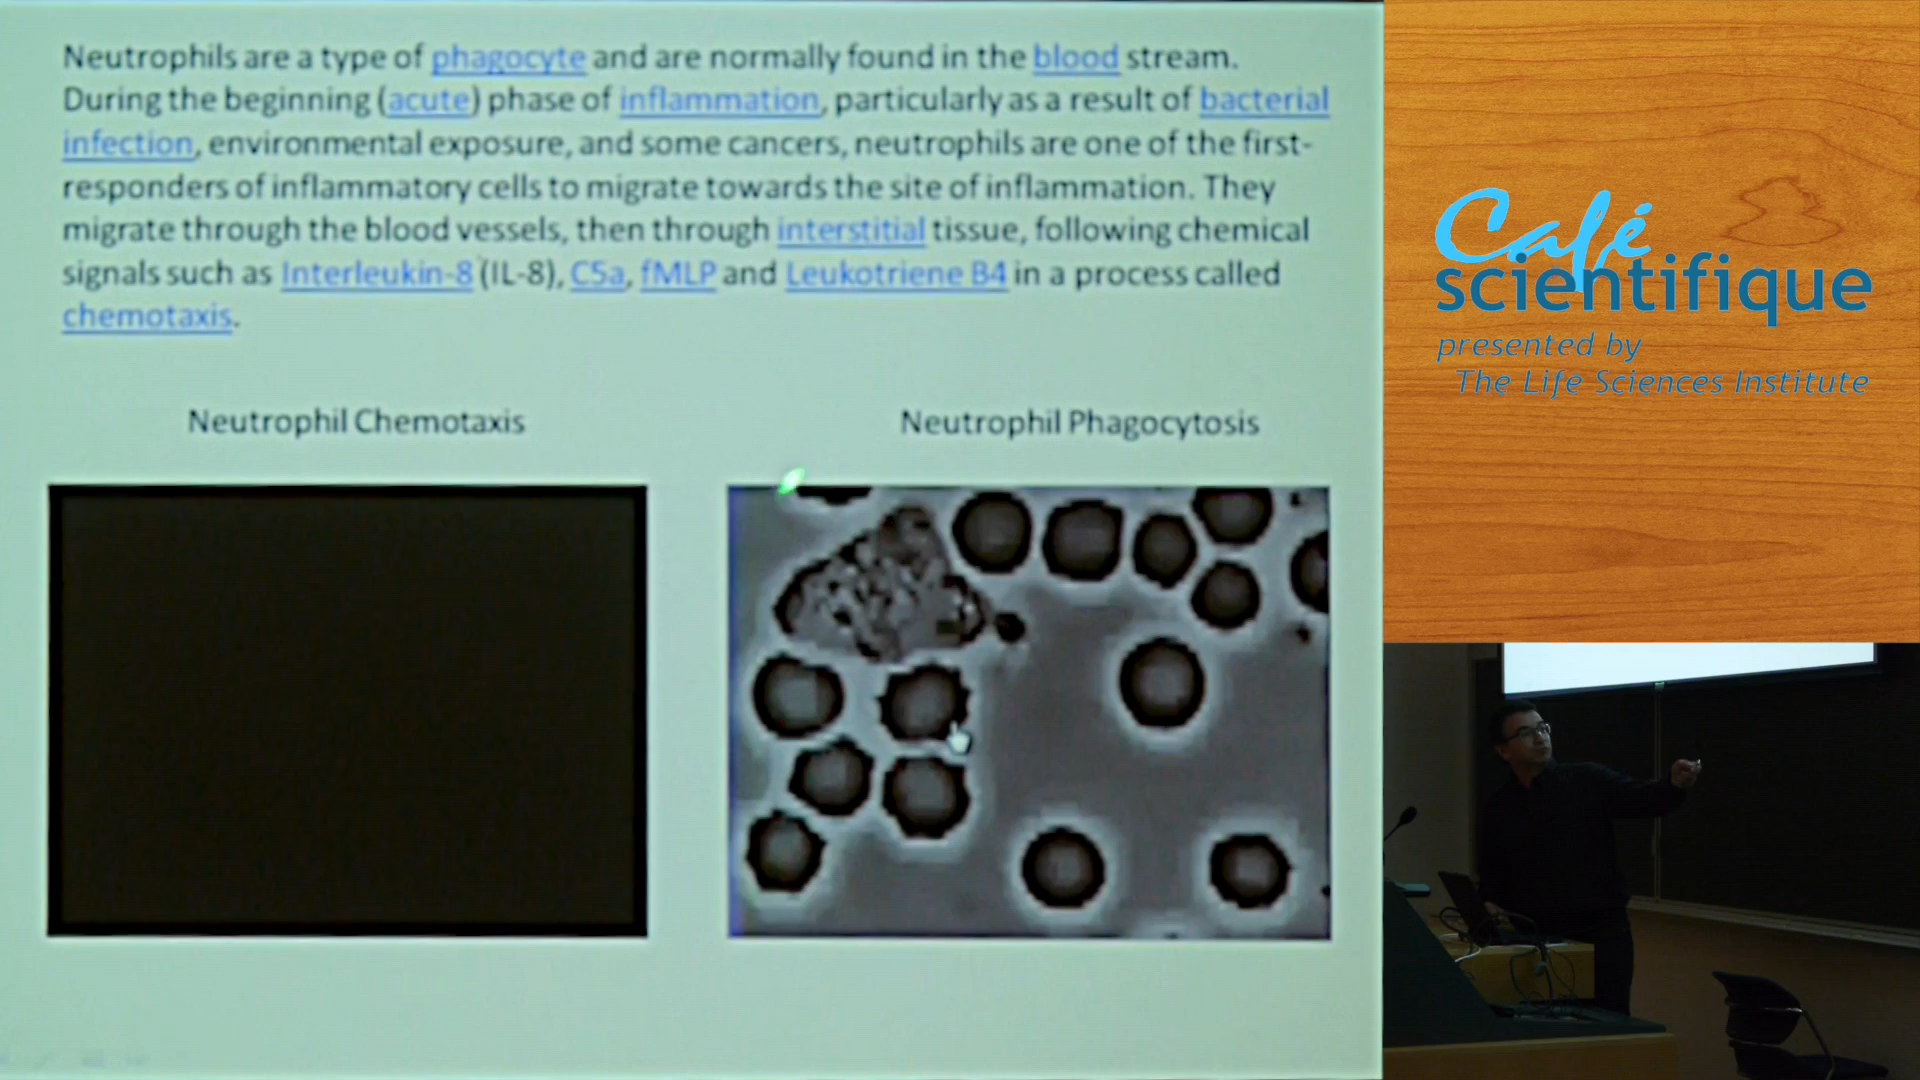 Neutrophils are a type of phagocyte and are normally found in the blood stream.
During the beginning (acute) phase of inflammation, particularly as a result of bacterial
infection, environmental exposure, and some cancers, neutrophils are one of the first-
responders of inflammatory cells to migrate towards the site of inflammation. They
migrate through the blood vessels, then through interstitial tissue, following chemical
signals such as Interleukin-8 (IL-8), C5a, fMLP and Leukotriene B4 in a process called
chemotaxis.
Neutrophil Chemotaxis
Neutrophil Phagocytosis
Café
scientifique
presented by
The Life Sciences Institute